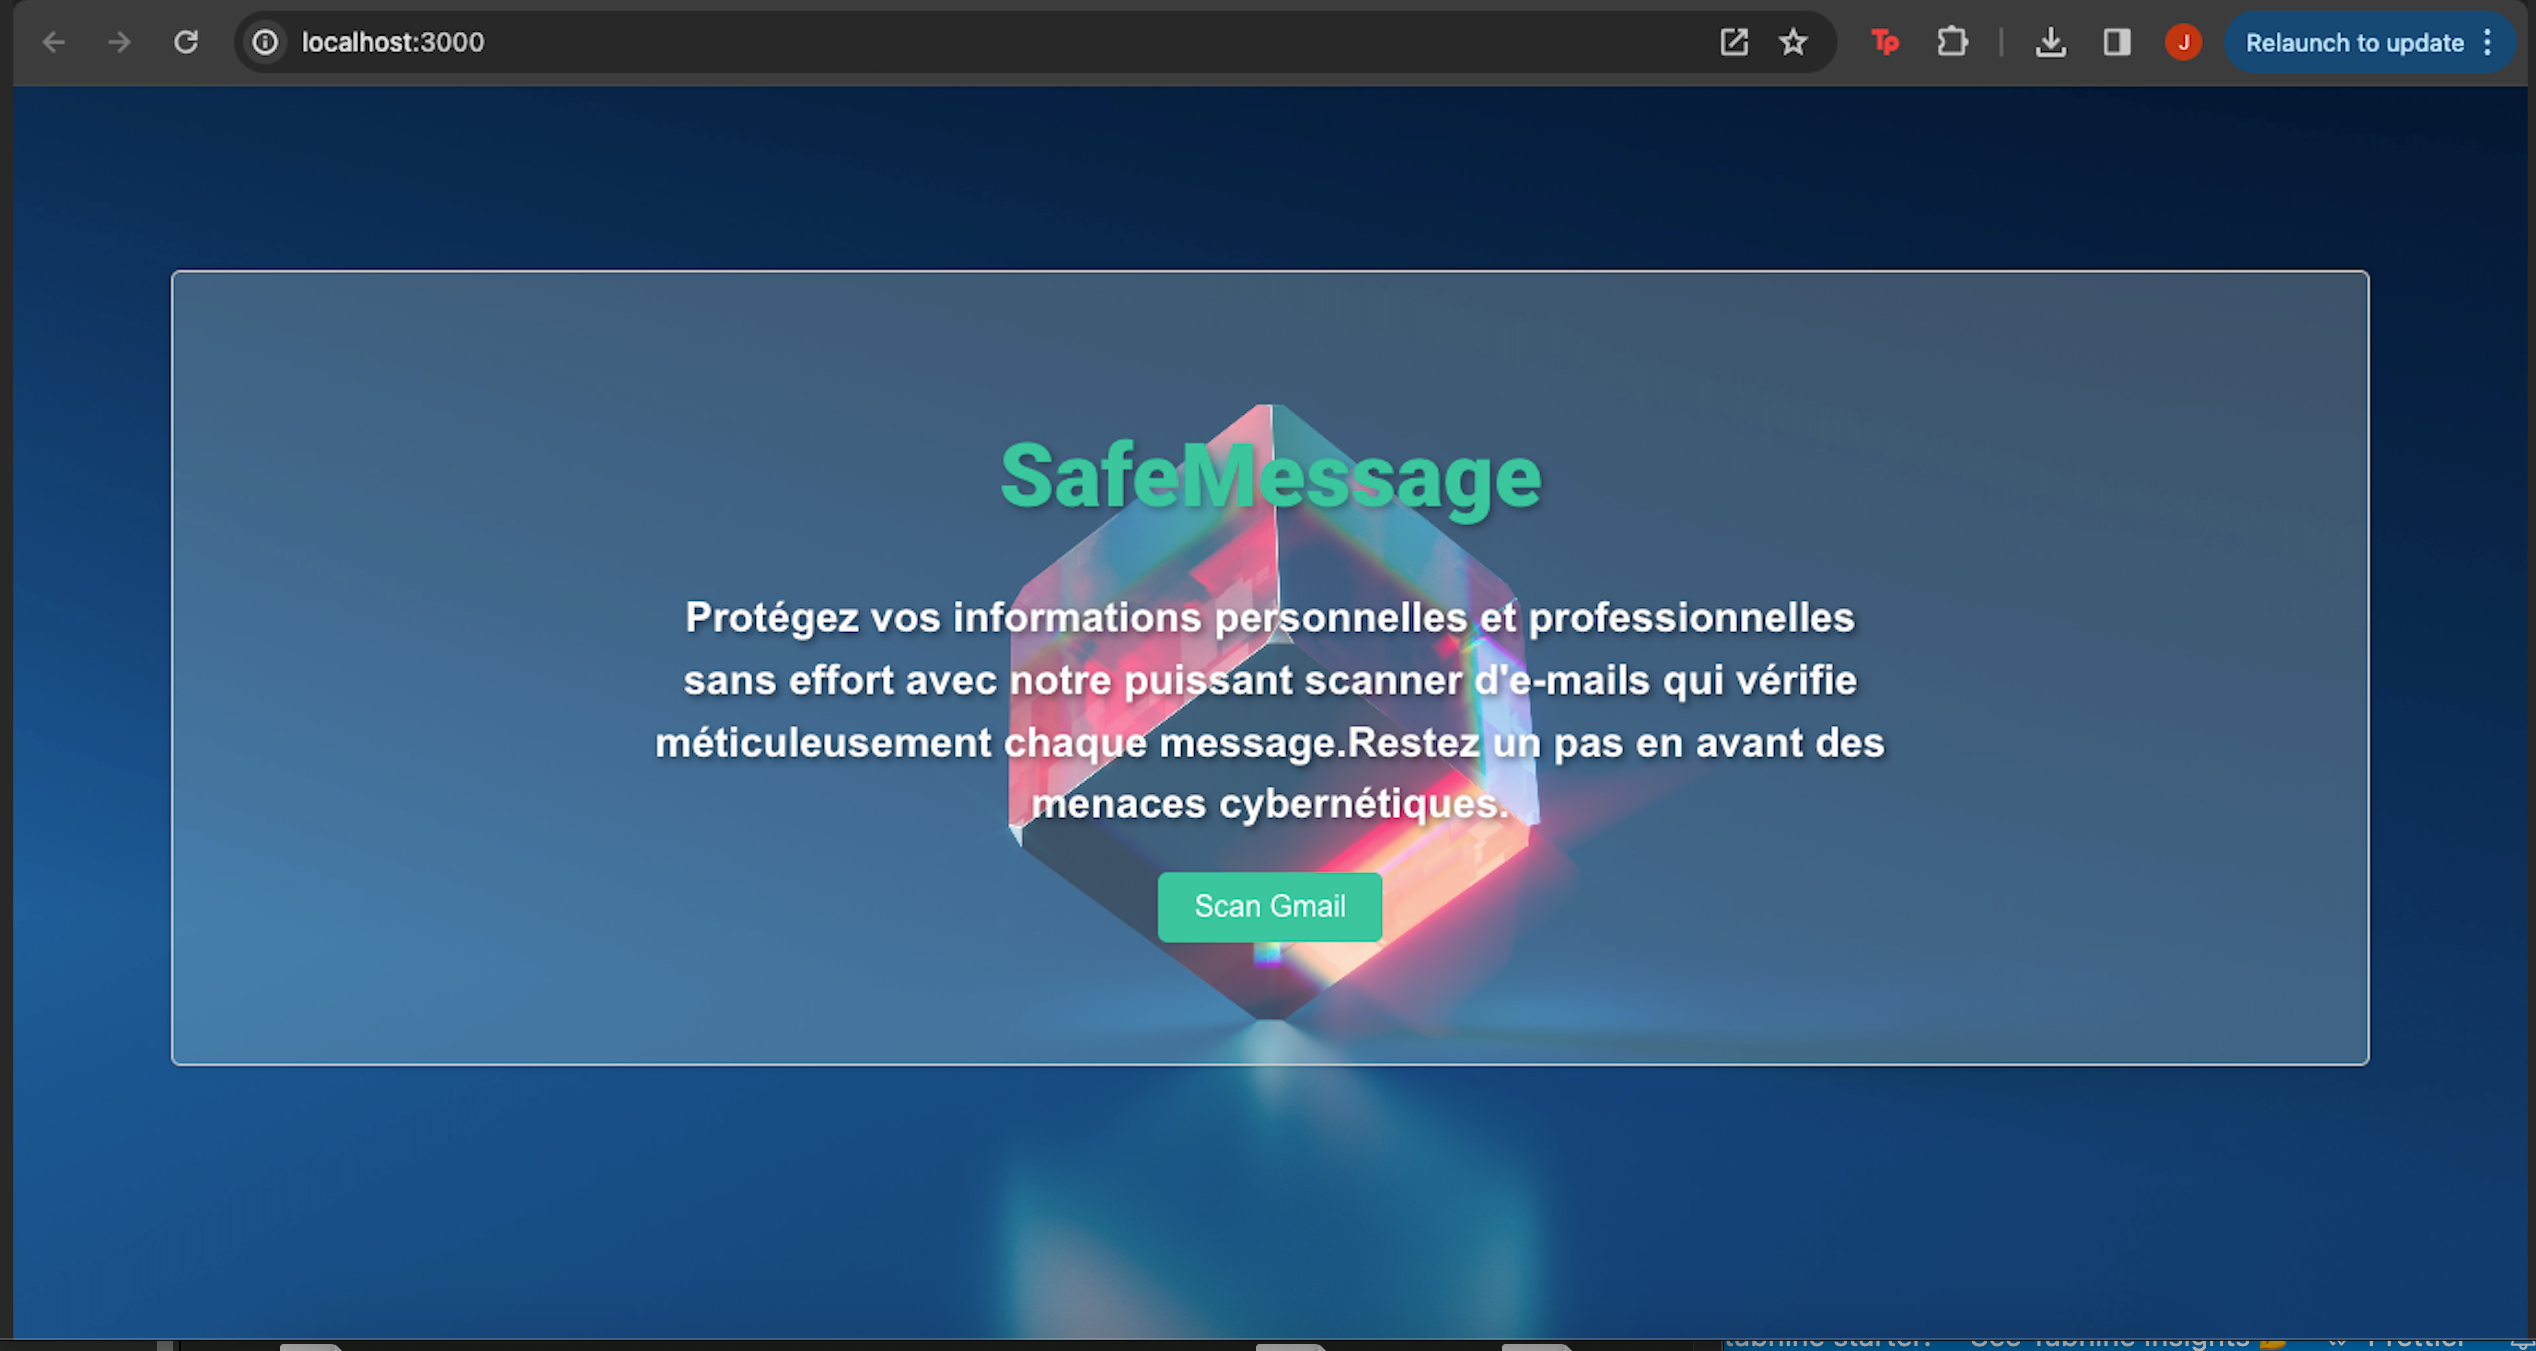 localhost:3000
Tp
J
Relaunch to update
SafeMessage
Protégez vos informations personnelles et professionnelles
sans effort avec notre puissant scanner d'e-mails qui vérifie
méticuleusement chaque message.Restez un pas en avant des
menaces cybernétiques.
Scan Gmail